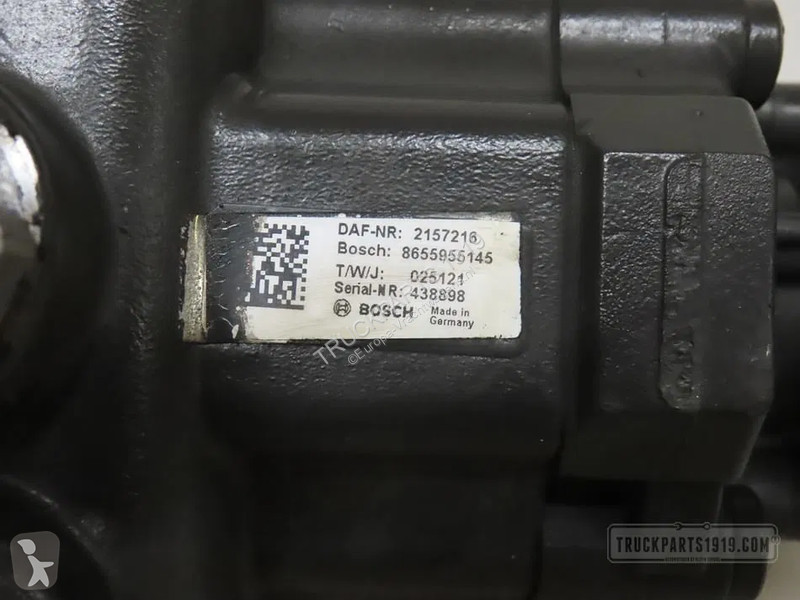 DAF-NR: 2157216
Bosch: 8655955145
T/W/J: 025121
Serial-NR: 438898
BOSCH Made in
Germany
TRUCKPARTS1919.COM